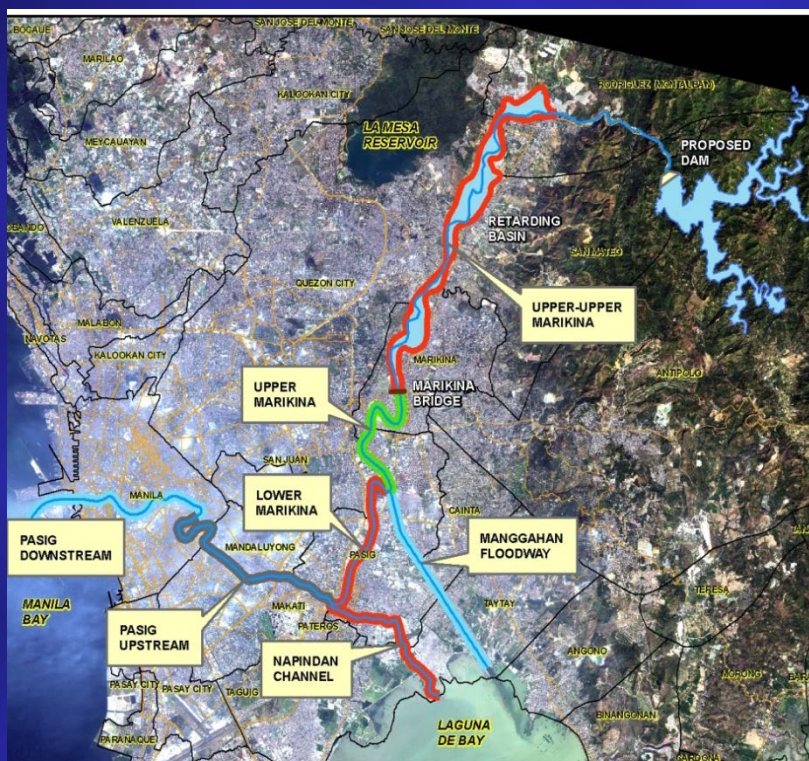 BOCAUE
SAN JOSE DEL MONTE
SAN JOSE DEL MONTE
MARILAO
KALOOKAN CITY
RODRIGUEZ (MONTALBAN)
LA MESA
RESERVOIR
MEYCAUAYAN
PROPOSED
DAM
VALENZUELA
RETARDING
BASIN
SAN MATEO
QUEZON CITY
UPPER-UPPER
MARIKINA
MALABON
NAVOTAS
KALOOKAN CITY
MARIKINA
ANTIPOLO
UPPER
MARIKINA
MARIKINA
BRIDGE
SAN JUAN
LOWER
MARIKINA
MANILA
CAINTA
PASIG
DOWNSTREAM
MANDALUYONG
PASIG
MANGGAHAN
FLOODWAY
MANILA
BAY
MAKATI
TAYTAY
TERESA
PASIG
UPSTREAM
PATEROS
NAPINDAN
CHANNEL
ANGONO
MORONG
PASAY CITY
PASAY CITY
TAGUIG
BINANGONAN
LAGUNA
DE BAY
PARAÑAQUE
CARDONA